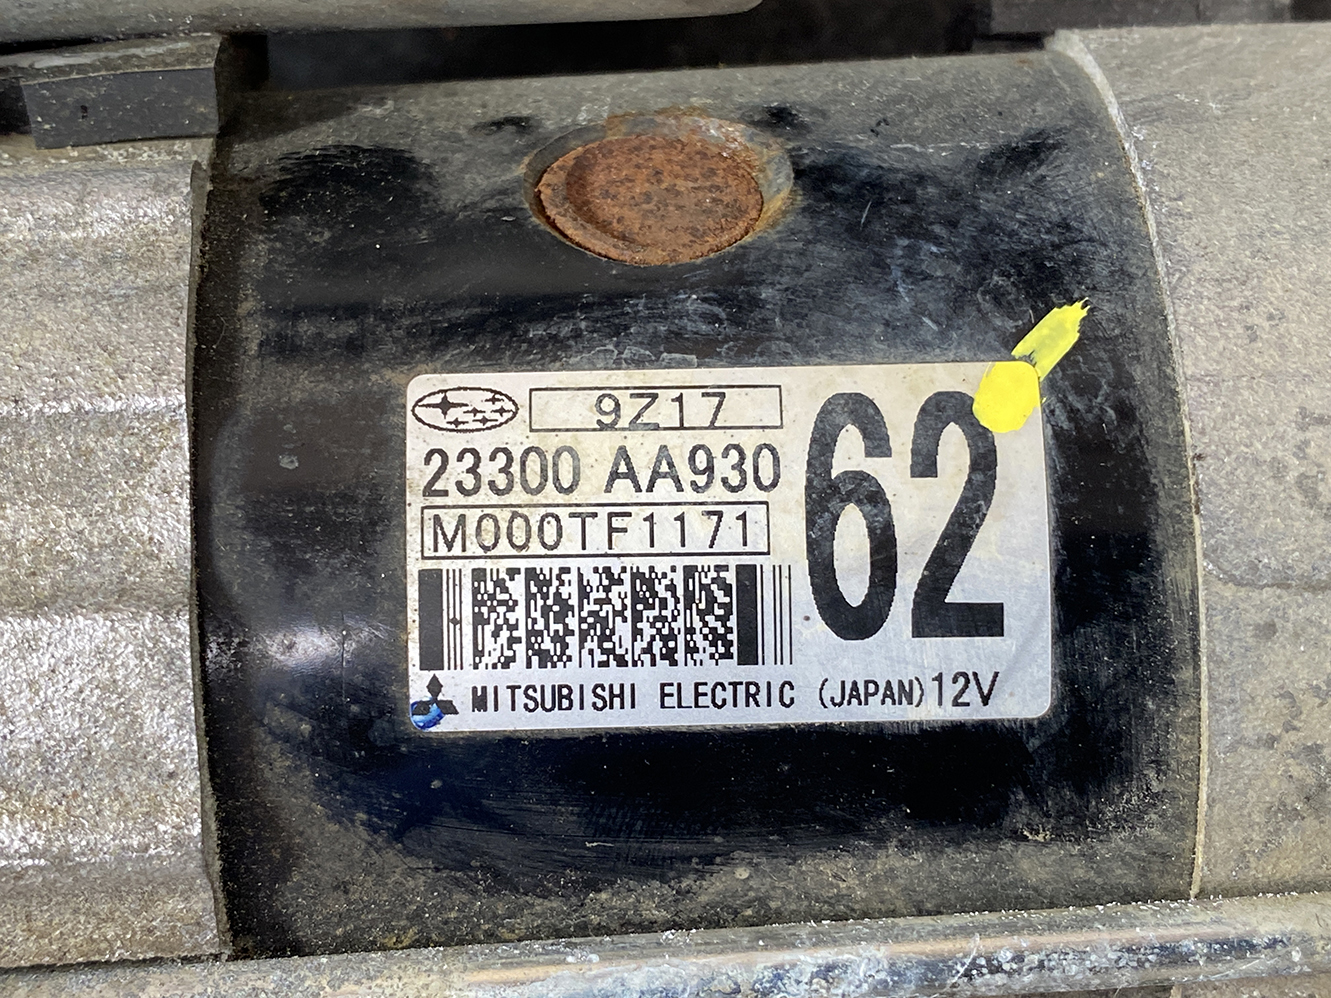 9Z17
23300 AA930
M000TF1171
62
MITSUBISHI ELECTRIC (JAPAN) 12V